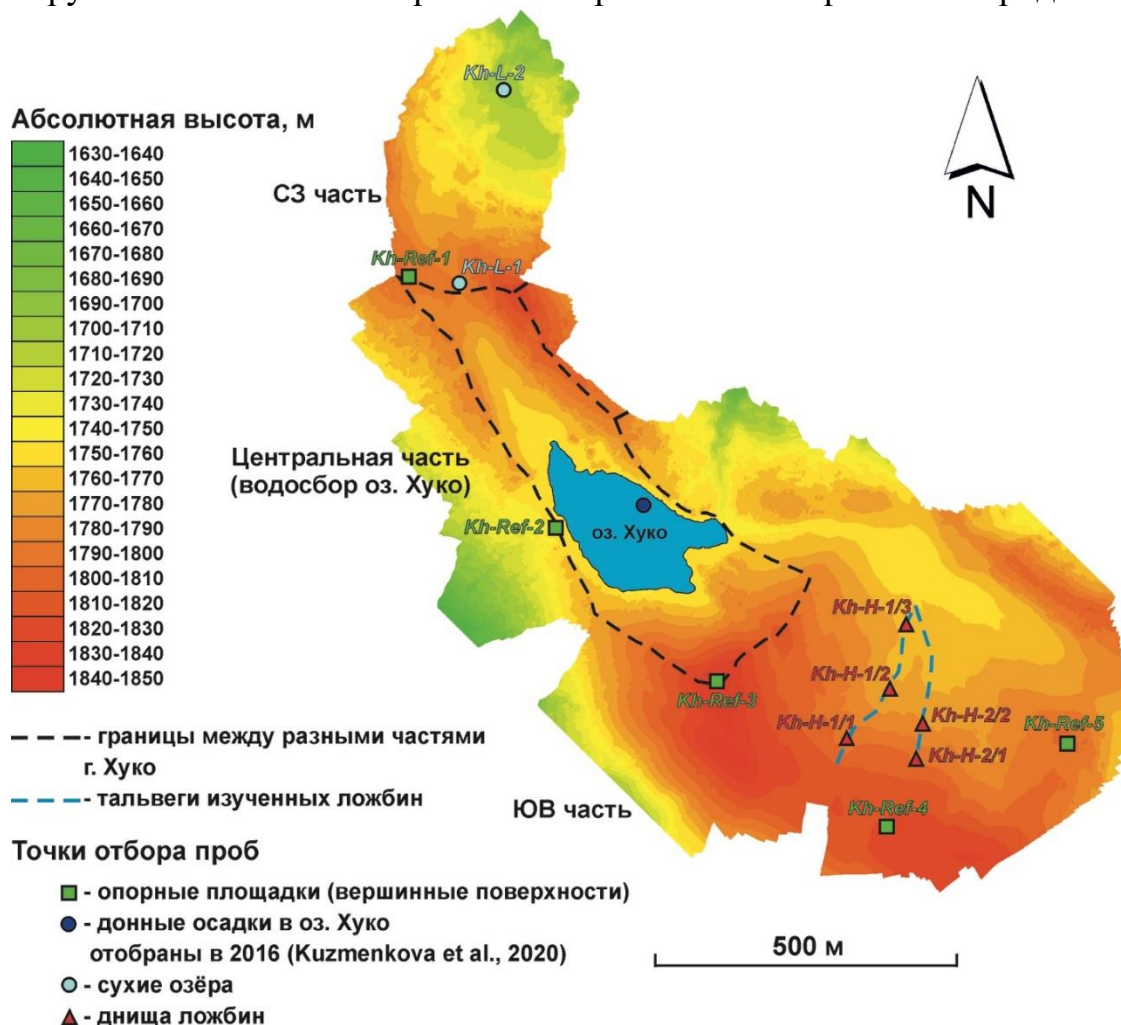 Абсолютная высота, м
1630-1640
1640-1650
1650-1660
1660-1670
1670-1680
1680-1690
1690-1700
1700-1710
1710-1720
1720-1730
1730-1740
1740-1750
1750-1760
1760-1770
1770-1780
1780-1790
1790-1800
1800-1810
1810-1820
1820-1830
1830-1840
1840-1850
Kh-L-2
СЗ часть
Kh-Ref-1
Kh-L-1
N
Центральная часть
(водосбор оз. Хуко)
Kh-Ref-2
оз. Хуко
Kh-H-1/3
Kh-H-1/2
Kh-Ref-3
Kh-H-1/1
Kh-H-2/2
Kh-Ref-5
Kh-H-2/1
ЮВ часть
Kh-Ref-4
- границы между разными частями
г. Хуко
- тальвеги изученных ложбин
Точки отбора проб
- опорные площадки (вершинные поверхности)
- донные осадки в оз. Хуко
отобраны в 2016 (Kuzmenkova et al., 2020)
- сухие озёра
- днища ложбин
500 м